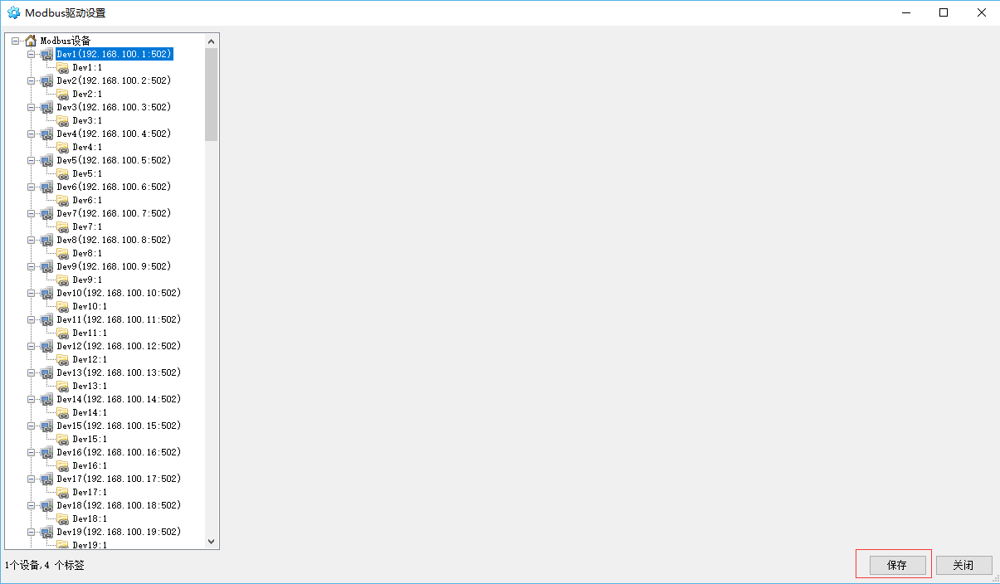 Modbus驱动设置
Modbus设备
Dev1(192.168.100.1:502)
Dev1:1
Dev2(192.168.100.2:502)
Dev2:1
Dev3(192.168.100.3:502)
Dev3:1
Dev4(192.168.100.4:502)
Dev4:1
Dev5(192.168.100.5:502)
Dev5:1
Dev6(192.168.100.6:502)
Dev6:1
Dev7(192.168.100.7:502)
Dev7:1
Dev8(192.168.100.8:502)
Dev8:1
Dev9(192.168.100.9:502)
Dev9:1
Dev10(192.168.100.10:502)
Dev10:1
Dev11(192.168.100.11:502)
Dev11:1
Dev12(192.168.100.12:502)
Dev12:1
Dev13(192.168.100.13:502)
Dev13:1
Dev14(192.168.100.14:502)
Dev14:1
Dev15(192.168.100.15:502)
Dev15:1
Dev16(192.168.100.16:502)
Dev16:1
Dev17(192.168.100.17:502)
Dev17:1
Dev18(192.168.100.18:502)
Dev18:1
Dev19(192.168.100.19:502)
Dev19:1
1个设备,4 个标签
保存
关闭